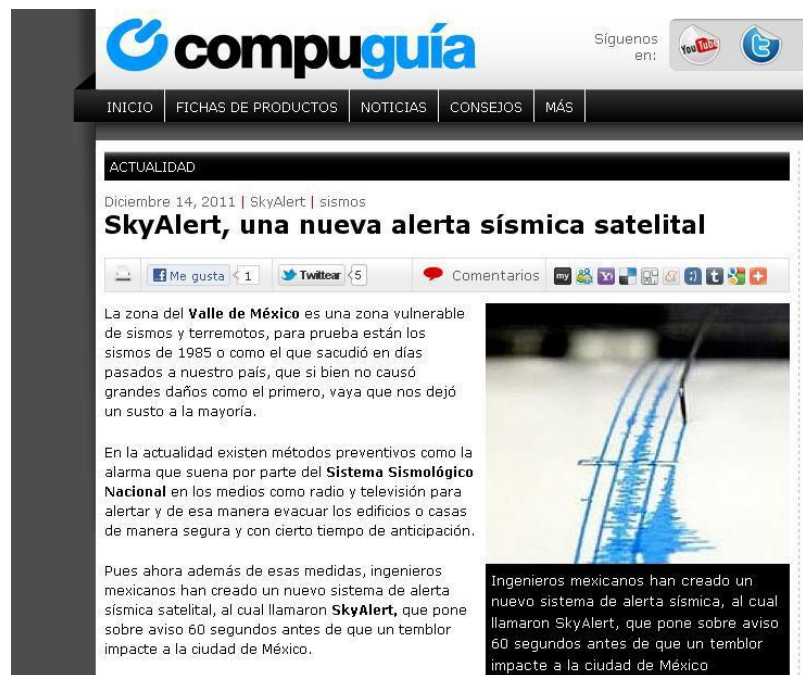 compuguía
Síguenos
en:
You Tube
INICIO
FICHAS DE PRODUCTOS
NOTICIAS
CONSEJOS
MÁS
ACTUALIDAD
Diciembre 14, 2011 | SkyAlert | sismos
SkyAlert, una nueva alerta sísmica satelital
Me gusta
1
Twittear
5
Comentarios
my
Y!
t
La zona del Valle de México es una zona vulnerable
de sismos y terremotos, para prueba están los
sismos de 1985 o como el que sacudió en días
pasados a nuestro país, que si bien no causó
grandes daños como el primero, vaya que nos dejó
un susto a la mayoría.
En la actualidad existen métodos preventivos como la
alarma que suena por parte del Sistema Sismológico
Nacional en los medios como radio y televisión para
alertar y de esa manera evacuar los edificios o casas
de manera segura y con cierto tiempo de anticipación.
Pues ahora además de esas medidas, ingenieros
mexicanos han creado un nuevo sistema de alerta
sísmica satelital, al cual llamaron SkyAlert, que pone
sobre aviso 60 segundos antes de que un temblor
impacte a la ciudad de México.
Ingenieros mexicanos han creado un
nuevo sistema de alerta sísmica, al cual
llamaron SkyAlert, que pone sobre aviso
60 segundos antes de que un temblor
impacte a la ciudad de México